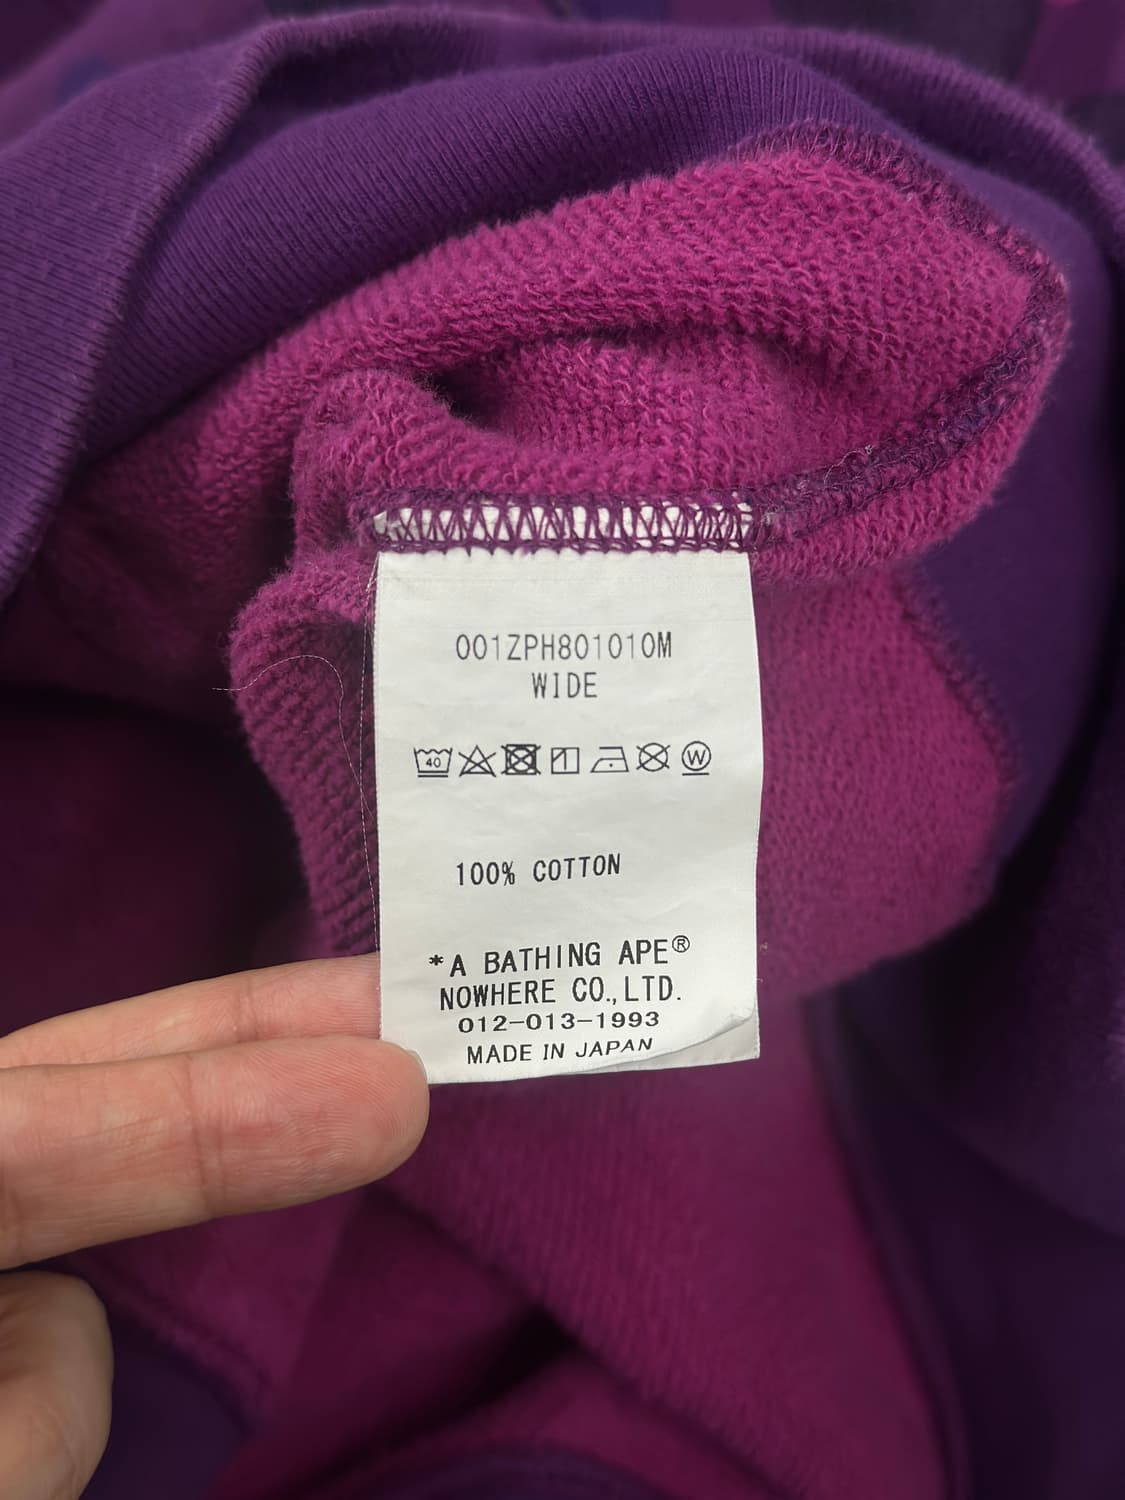 001ZPH801010M
WIDE
40 W
100% COTTON
*A BATHING APE®
NOWHERE CO.,LTD.
012-013-1993
MADE IN JAPAN